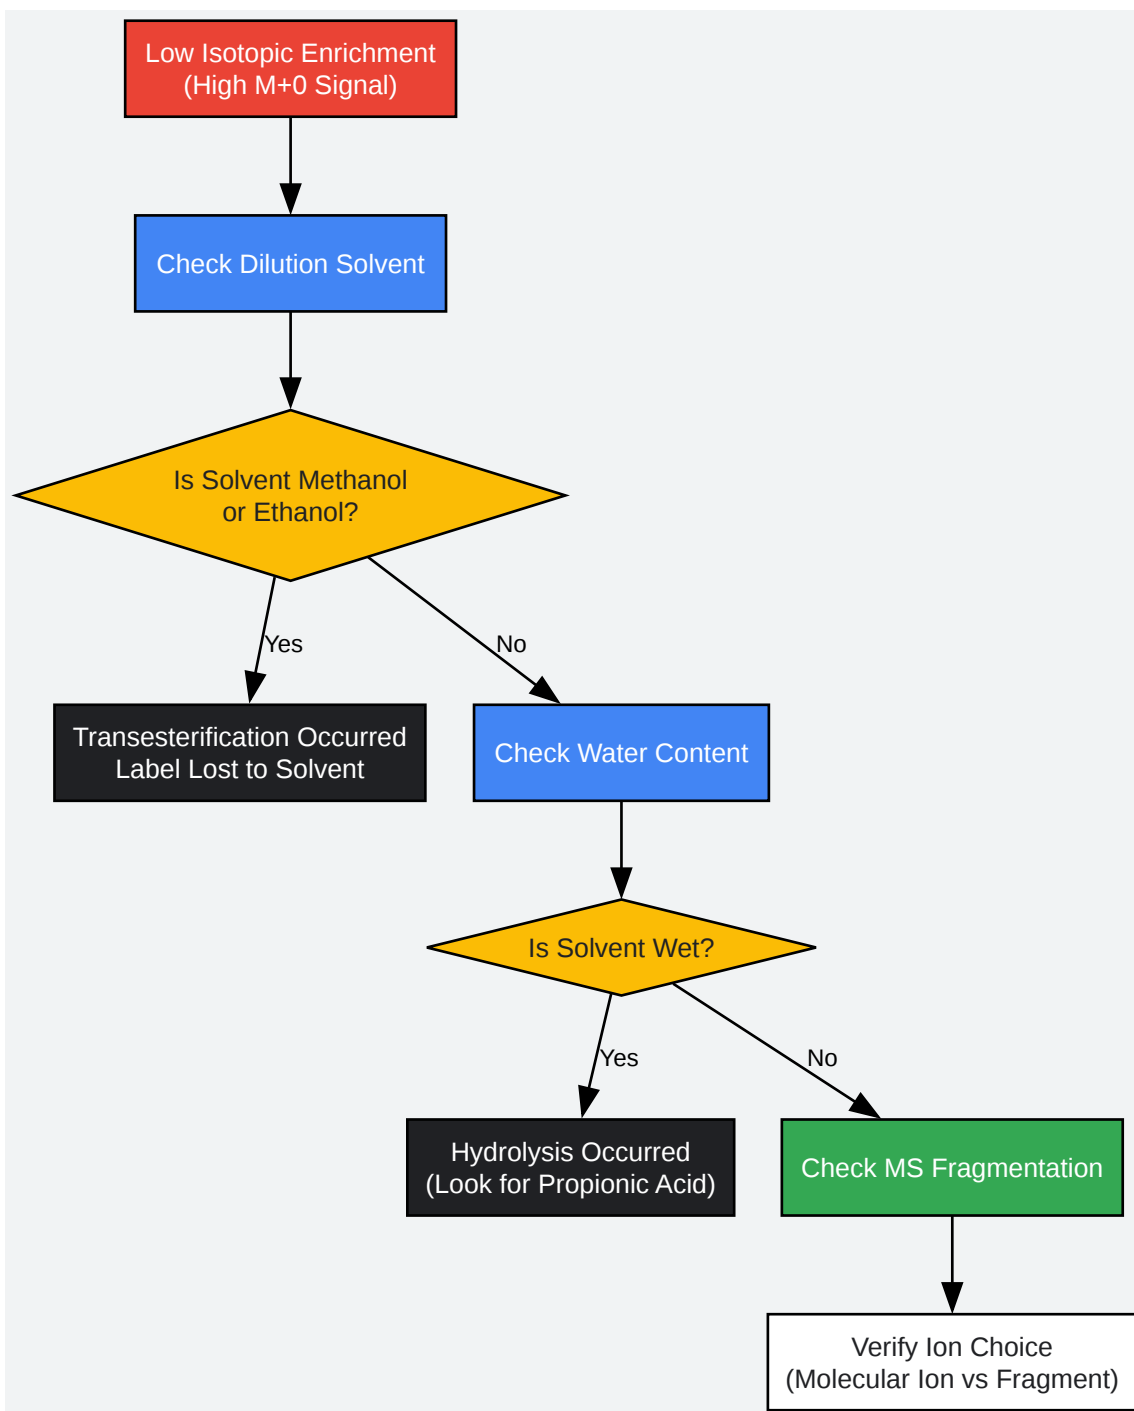 Low Isotopic Enrichment
(High M+0 Signal)
Check Dilution Solvent
Is Solvent Methanol
or Ethanol?
Yes
No
Transesterification Occurred
Label Lost to Solvent
Check Water Content
Is Solvent Wet?
Yes
No
Hydrolysis Occurred
(Look for Propionic Acid)
Check MS Fragmentation
Verify Ion Choice
(Molecular Ion vs Fragment)